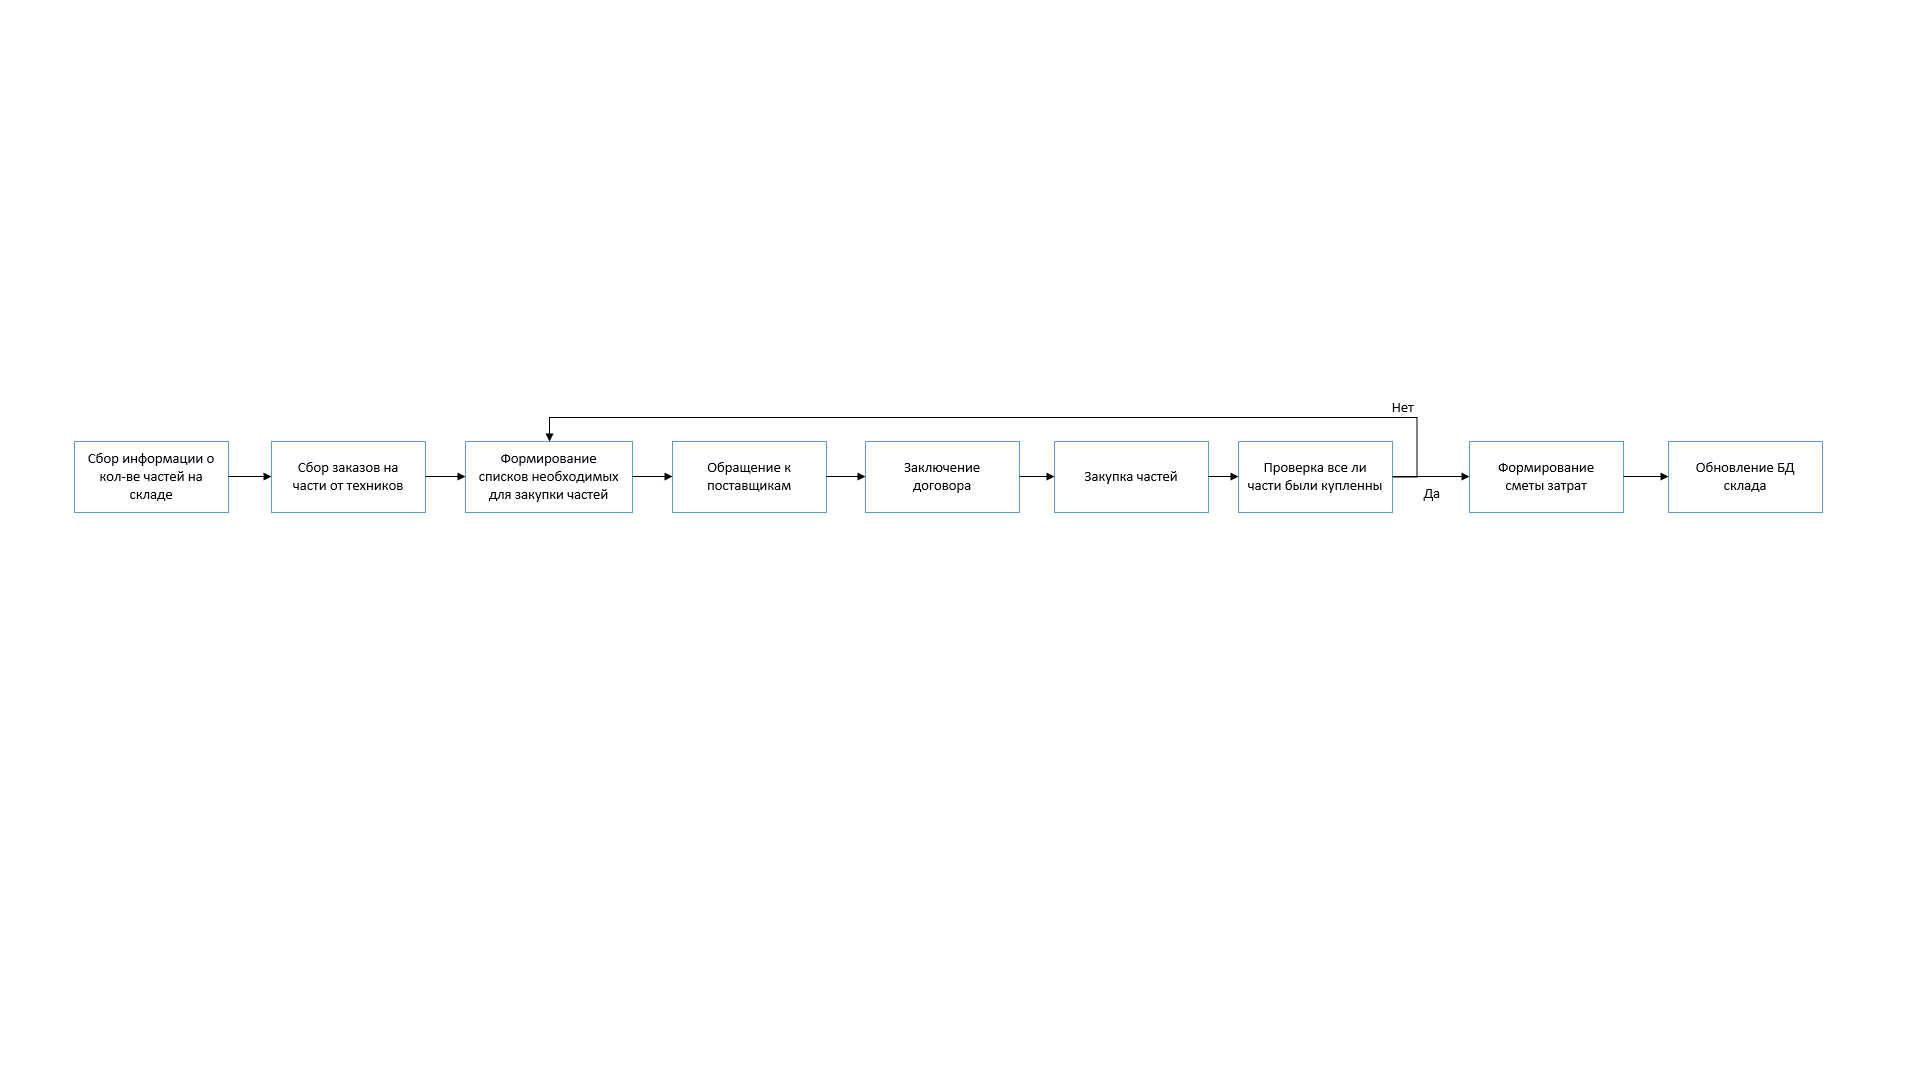 Нет
Сбор информации о
кол-ве частей на
складе
Сбор заказов на
части от техников
Формирование
списков необходимых
для закупки частей
Обращение к
поставщикам
Заключение
договора
Закупка частей
Проверка все ли
части были купленны
Да
Формирование
сметы затрат
Обновление БД
склада